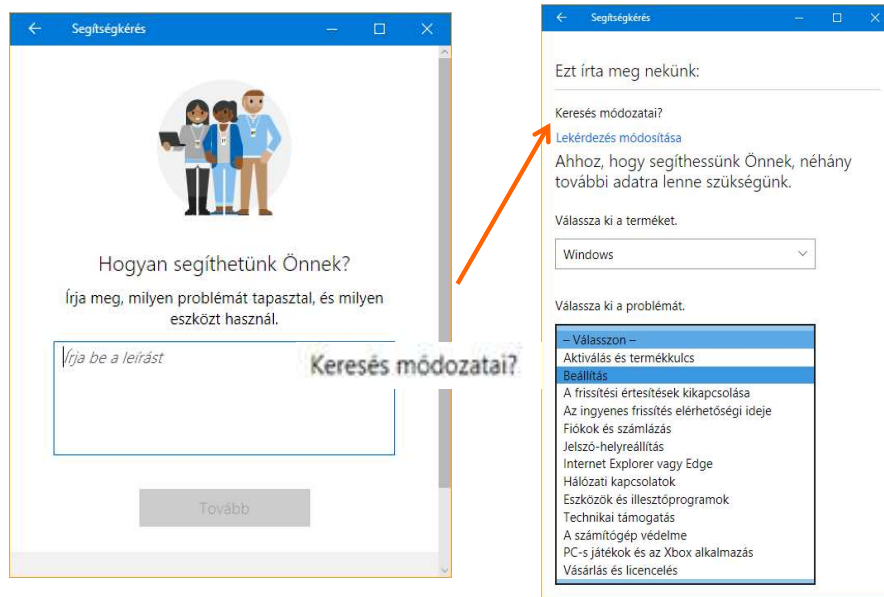 Segítségkérés
Hogyan segíthetünk Önnek?
Írja meg, milyen problémát tapasztal, és milyen
eszközt használ.
Írja be a leírást
Keresés módozatai?
Tovább
Segítségkérés
Ezt írta meg nekünk:
Keresés módozatai?
Lekérdezés módosítása
Ahhoz, hogy segíthessünk Önnek, néhány
további adatra lenne szükségünk.
Válassza ki a terméket.
Windows
Válassza ki a problémát.
– Válasszon –
Aktiválás és termékkulcs
Beállítás
A frissítési értesítések kikapcsolása
Az ingyenes frissítés elérhetőségi ideje
Fiókok és számlázás
Jelszó-helyreállítás
Internet Explorer vagy Edge
Hálózati kapcsolatok
Eszközök és illesztőprogramok
Technikai támogatás
A számítógép védelme
PC-s játékok és az Xbox alkalmazás
Vásárlás és licencelés